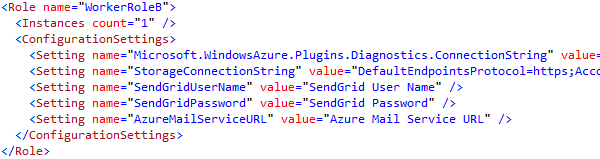 <Role name="WorkerRoleB">
<Instances count="1" />
<ConfigurationSettings>
<Setting name="Microsoft.WindowsAzure.Plugins.Diagnostics.ConnectionString" value=
<Setting name="StorageConnectionString" value="DefaultEndpointsProtocol=https;Acco
<Setting name="SendGridUserName" value="SendGrid User Name" />
<Setting name="SendGridPassword" value="SendGrid Password" />
<Setting name="AzureMailServiceURL" value="Azure Mail Service URL" />
</ConfigurationSettings>
</Role>